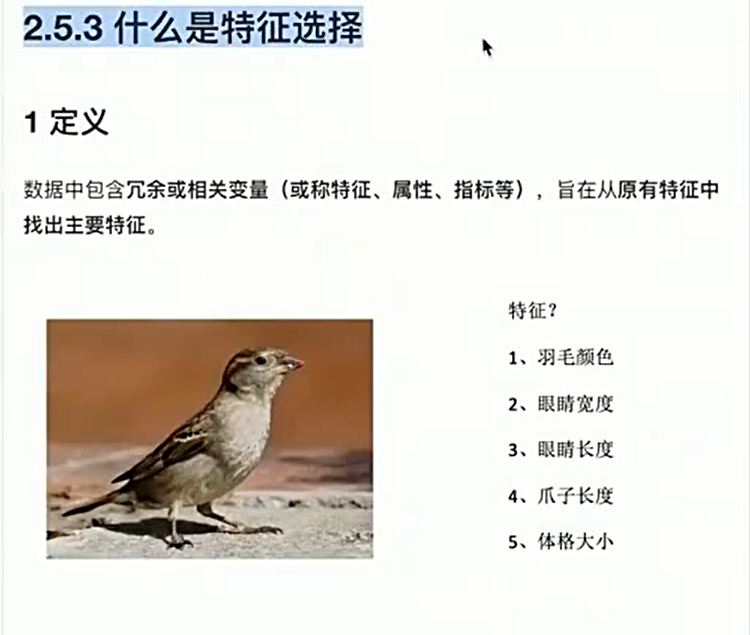 2.5.3 什么是特征选择
1 定义
数据中包含冗余或相关变量（或称特征、属性、指标等），旨在从原有特征中
找出主要特征。
特征？
1、羽毛颜色
2、眼睛宽度
3、眼睛长度
4、爪子长度
5、体格大小